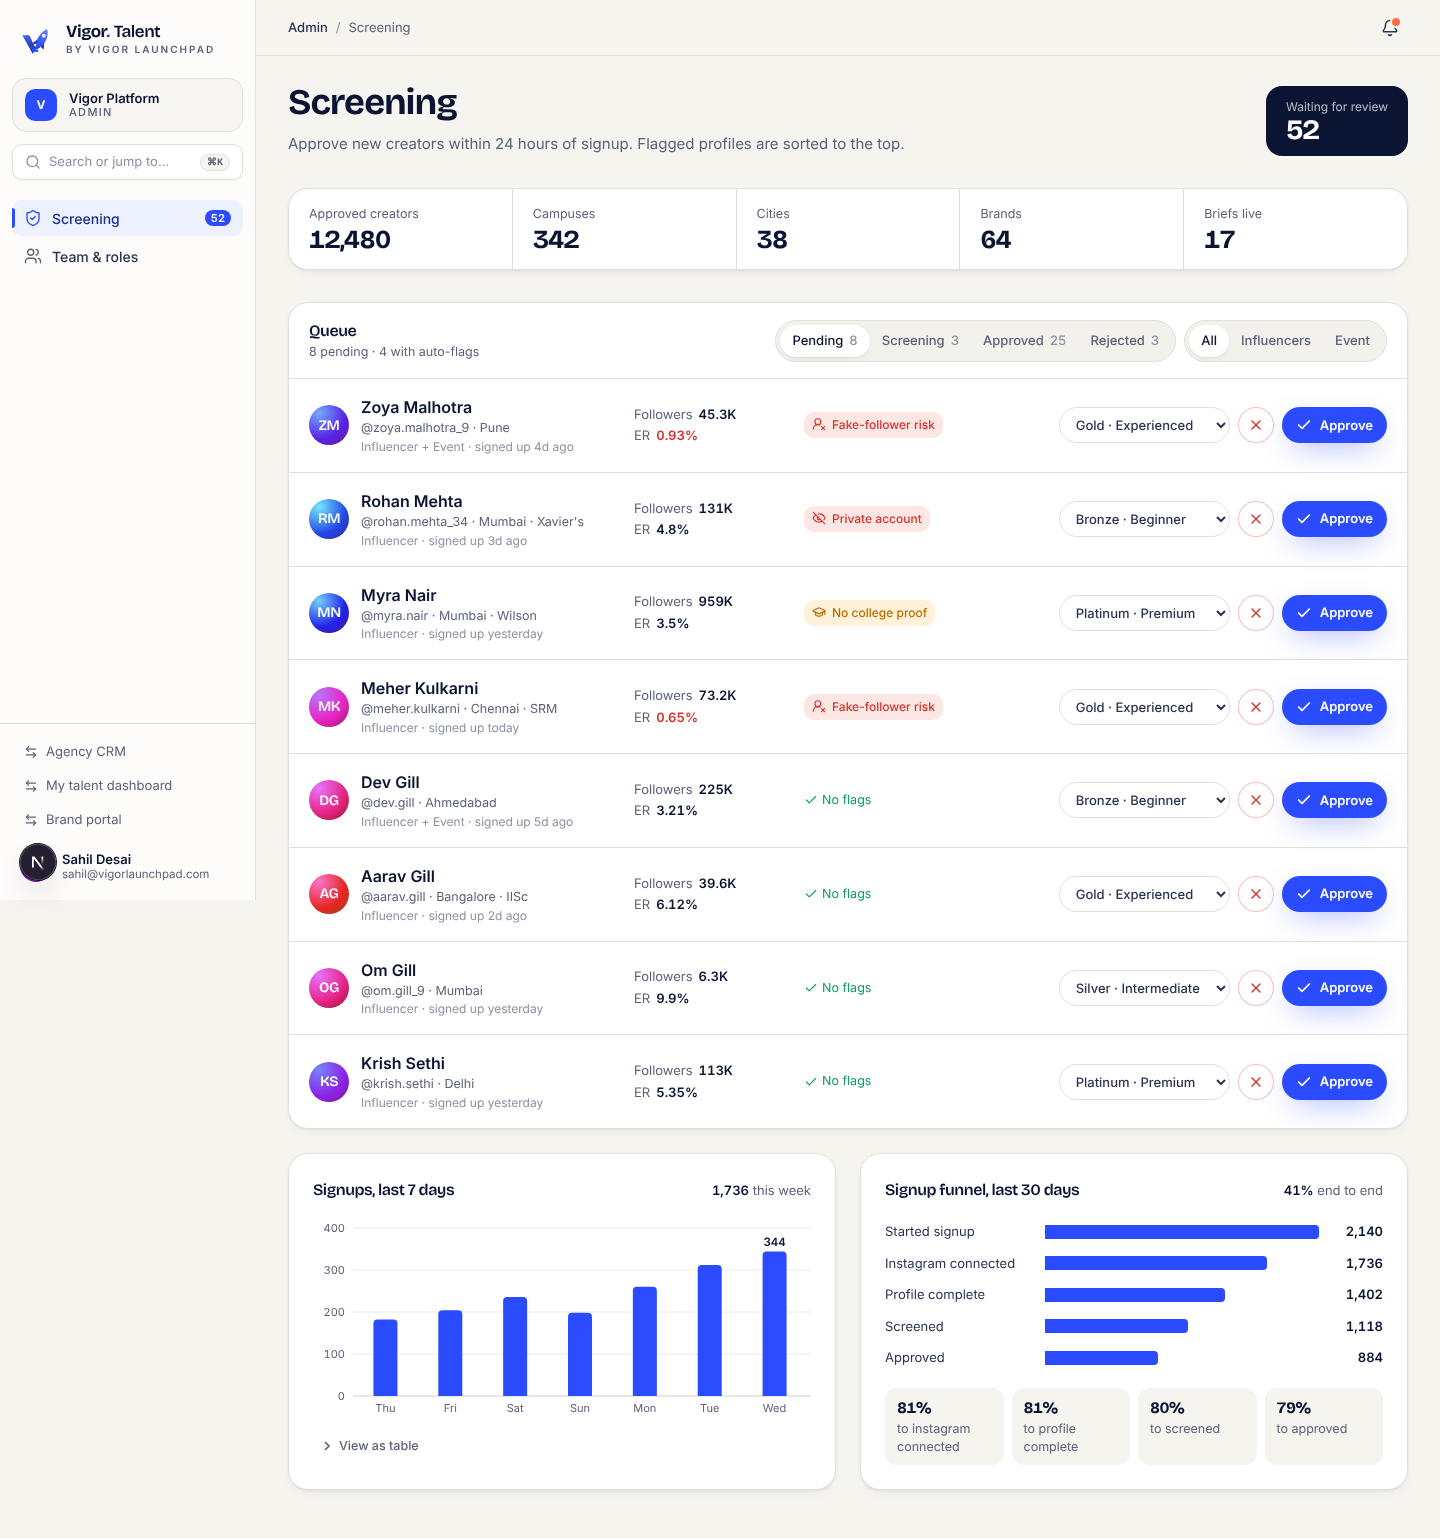 Vigor. Talent
BY VIGOR LAUNCHPAD
V
Vigor Platform
ADMIN
Search or jump to...
⌘K
Screening 52
Team & roles
Agency CRM
My talent dashboard
Brand portal
N
Sahil Desai
sahil@vigorlaunchpad.com
Admin / Screening
Screening
Approve new creators within 24 hours of signup. Flagged profiles are sorted to the top.
Waiting for review
52
Approved creators
12,480
Campuses
342
Cities
38
Brands
64
Briefs live
17
Queue
8 pending · 4 with auto-flags
Pending 8 Screening 3 Approved 25 Rejected 3
All Influencers Event
ZM
Zoya Malhotra
@zoya.malhotra_9 · Pune
Influencer + Event · signed up 4d ago
Followers 45.3K
ER 0.93%
Fake-follower risk
Gold · Experienced
Approve
RM
Rohan Mehta
@rohan.mehta_34 · Mumbai · Xavier's
Influencer · signed up 3d ago
Followers 131K
ER 4.8%
Private account
Bronze · Beginner
Approve
MN
Myra Nair
@myra.nair · Mumbai · Wilson
Influencer · signed up yesterday
Followers 959K
ER 3.5%
No college proof
Platinum · Premium
Approve
MK
Meher Kulkarni
@meher.kulkarni · Chennai · SRM
Influencer · signed up today
Followers 73.2K
ER 0.65%
Fake-follower risk
Gold · Experienced
Approve
DG
Dev Gill
@dev.gill · Ahmedabad
Influencer + Event · signed up 5d ago
Followers 225K
ER 3.21%
No flags
Bronze · Beginner
Approve
AG
Aarav Gill
@aarav.gill · Bangalore · IISc
Influencer · signed up 2d ago
Followers 39.6K
ER 6.12%
No flags
Gold · Experienced
Approve
OG
Om Gill
@om.gill_9 · Mumbai
Influencer · signed up yesterday
Followers 6.3K
ER 9.9%
No flags
Silver · Intermediate
Approve
KS
Krish Sethi
@krish.sethi · Delhi
Influencer · signed up yesterday
Followers 113K
ER 5.35%
No flags
Platinum · Premium
Approve
Signups, last 7 days
1,736 this week
400
300
200
100
0
344
Thu Fri Sat Sun Mon Tue Wed
View as table
Signup funnel, last 30 days
41% end to end
Started signup 2,140
Instagram connected 1,736
Profile complete 1,402
Screened 1,118
Approved 884
81%
to instagram
connected
81%
to profile
complete
80%
to screened
79%
to approved